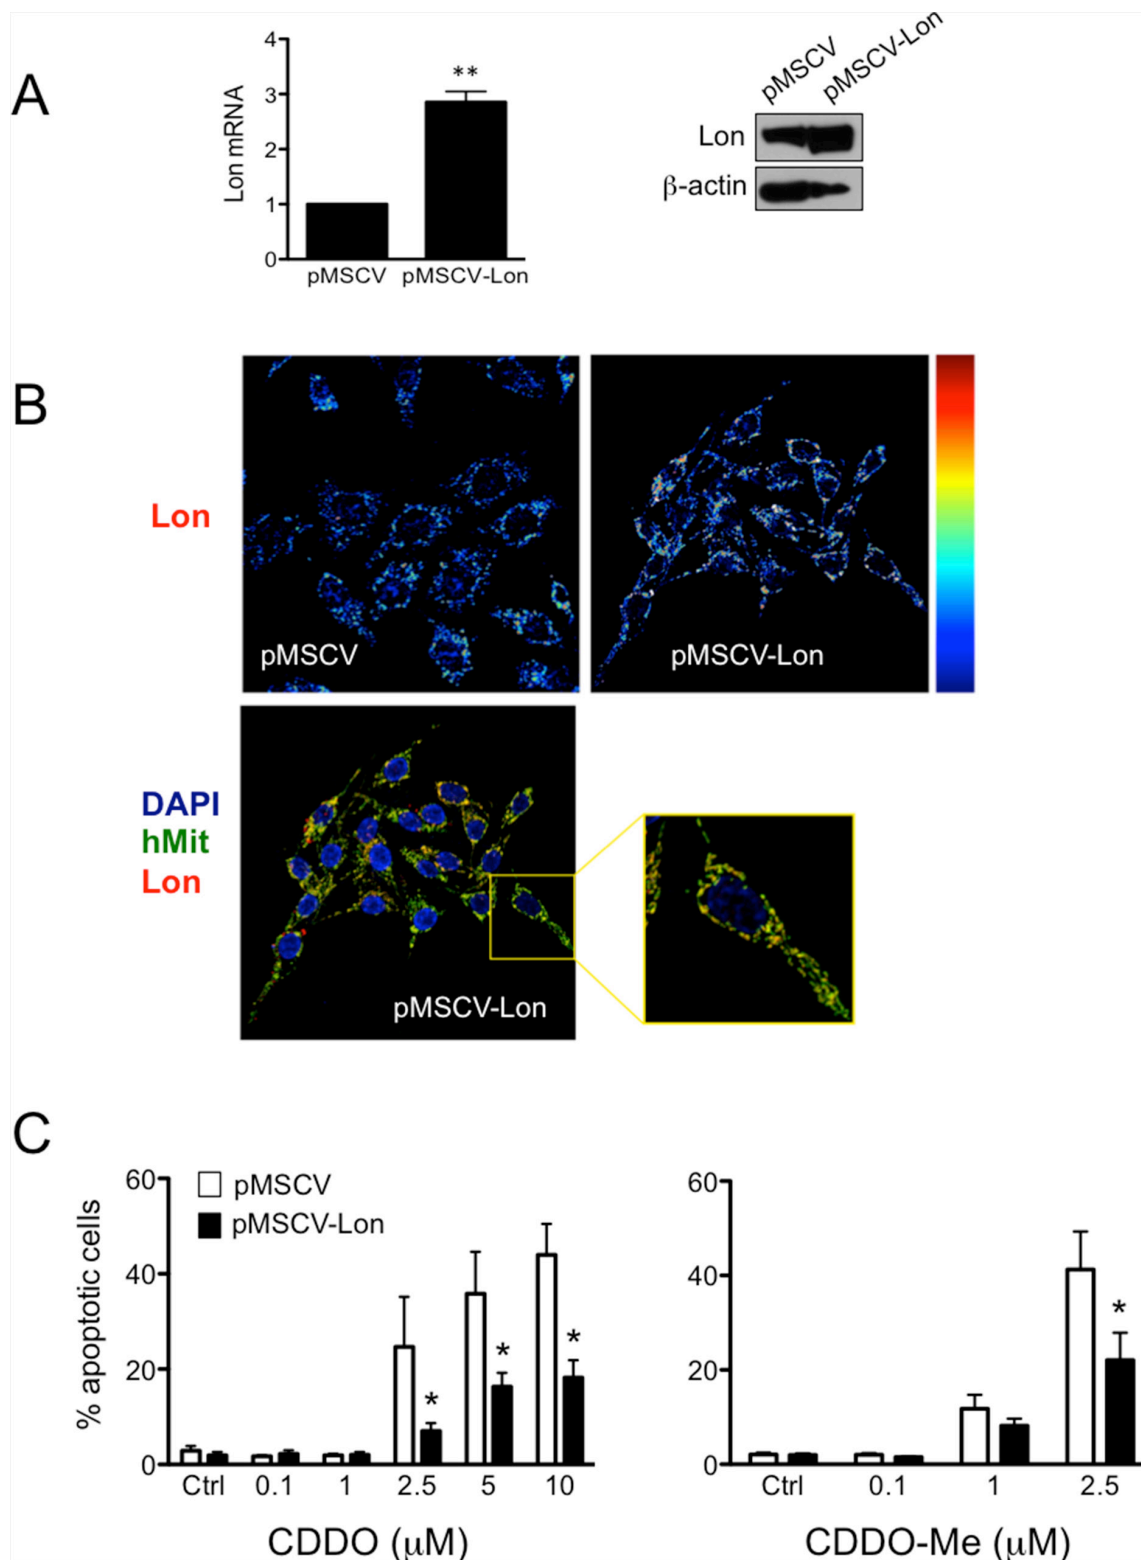 A
4
3
2
1
0
Lon mRNA
**
pMSCV
pMSCV-Lon
pMSCV
pMSCV-Lon
Lon
β-actin
B
Lon
pMSCV
pMSCV-Lon
DAPI
hMit
Lon
pMSCV-Lon
C
% apoptotic cells
60
40
20
0
pMSCV
pMSCV-Lon
*
*
*
Ctrl 0.1 1 2.5 5 10
CDDO (μM)
60
40
20
0
*
Ctrl 0.1 1 2.5
CDDO-Me (μM)